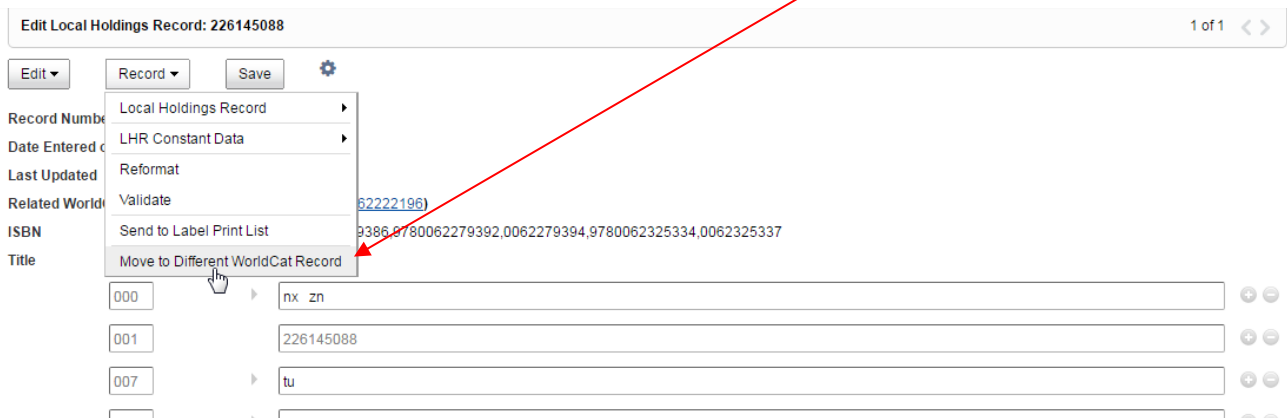 Edit Local Holdings Record: 226145088
1 of 1
Edit Record Save
Local Holdings Record
Record Numbe
LHR Constant Data
Date Entered
Reformat
Last Updated
Validate
Related World 62222196)
Send to Label Print List
ISBN 9386,9780062279392,0062279394,9780062325334,0062325337
Title
Move to Different WorldCat Record
000 nx zn
001 226145088
007 tu